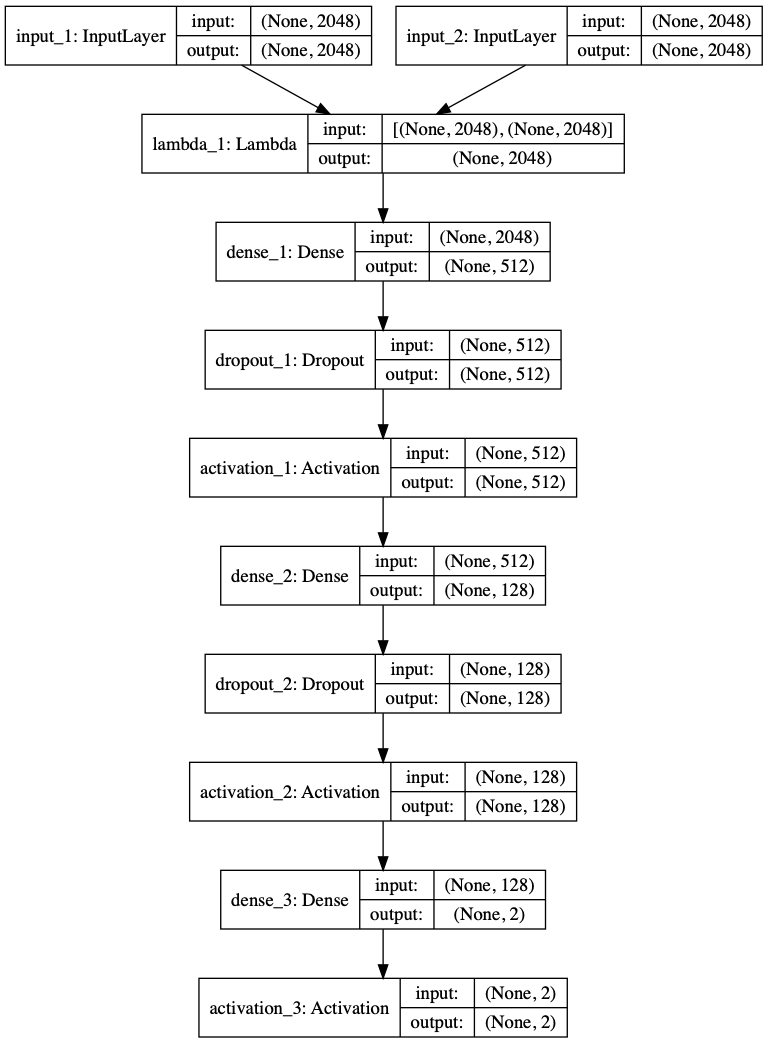 input_1: InputLayer input: (None, 2048) output: (None, 2048)
input_2: InputLayer input: (None, 2048) output: (None, 2048)
lambda_1: Lambda input: [(None, 2048), (None, 2048)] output: (None, 2048)
dense_1: Dense input: (None, 2048) output: (None, 512)
dropout_1: Dropout input: (None, 512) output: (None, 512)
activation_1: Activation input: (None, 512) output: (None, 512)
dense_2: Dense input: (None, 512) output: (None, 128)
dropout_2: Dropout input: (None, 128) output: (None, 128)
activation_2: Activation input: (None, 128) output: (None, 128)
dense_3: Dense input: (None, 128) output: (None, 2)
activation_3: Activation input: (None, 2) output: (None, 2)